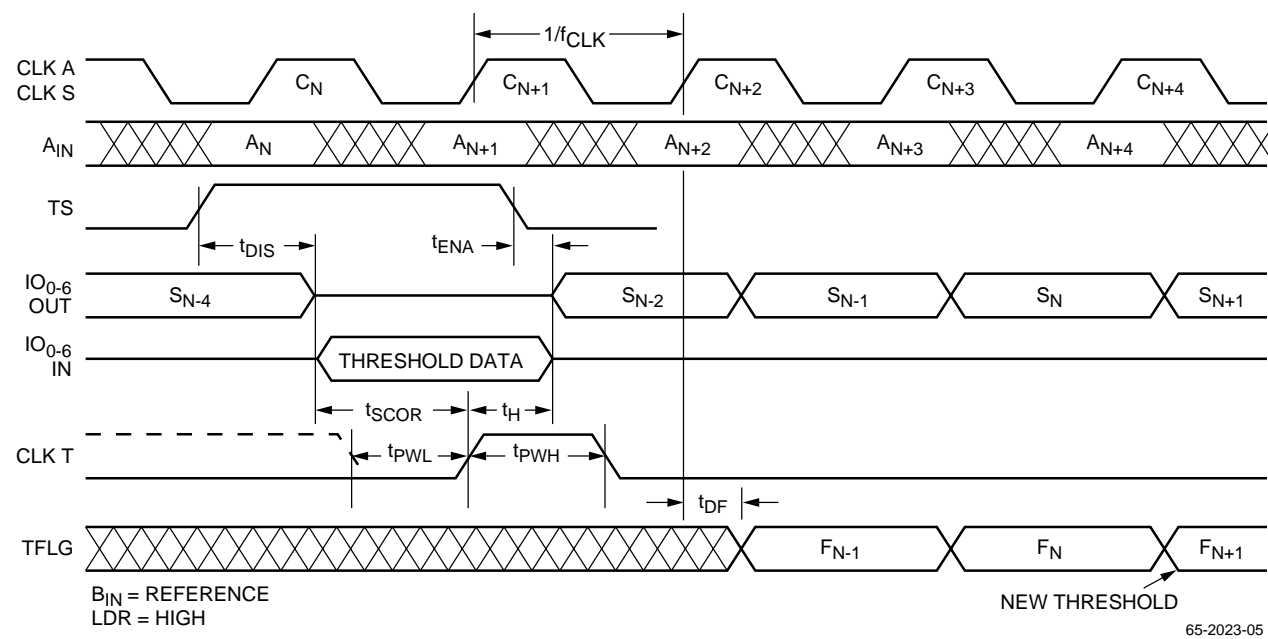 1/fCLK
CLK A
CLK S
CN
CN+1
CN+2
CN+3
CN+4
AIN
AN
AN+1
AN+2
AN+3
AN+4
TS
tDIS
tENA
IO0-6
OUT
SN-4
SN-2
SN-1
SN
SN+1
IO0-6
IN
THRESHOLD DATA
tSCOR
tH
CLK T
tPWL
tPWH
tDF
TFLG
FN-1
FN
FN+1
BIN = REFERENCE
LDR = HIGH
NEW THRESHOLD
65-2023-05